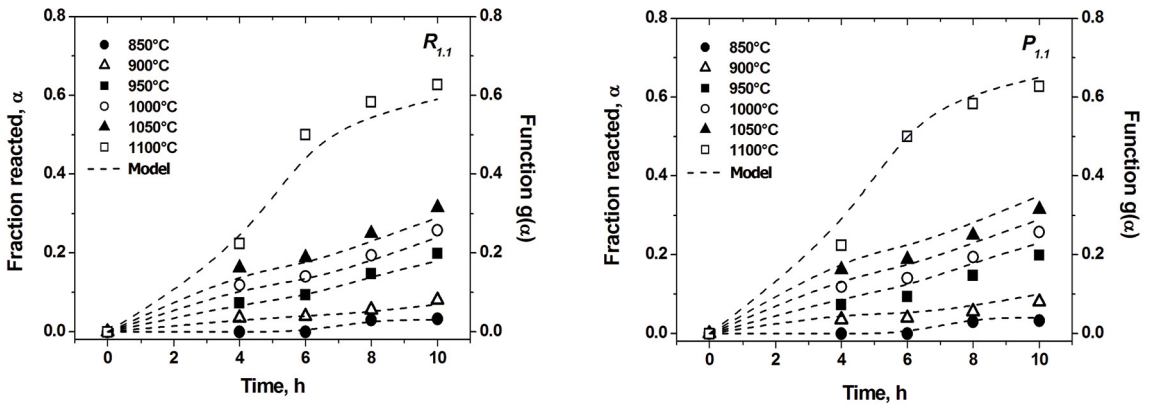 0.8
0.6
0.4
0.2
0.0
Fraction reacted, α
850°C
900°C
950°C
1000°C
1050°C
1100°C
Model
R1.1
0.8
0.6
0.4
0.2
0.0
Function g(α)
0 2 4 6 8 10
Time, h
0.8
0.6
0.4
0.2
0.0
Fraction reacted, α
850°C
900°C
950°C
1000°C
1050°C
1100°C
Model
P1.1
0.8
0.6
0.4
0.2
0.0
Function g(α)
0 2 4 6 8 10
Time, h